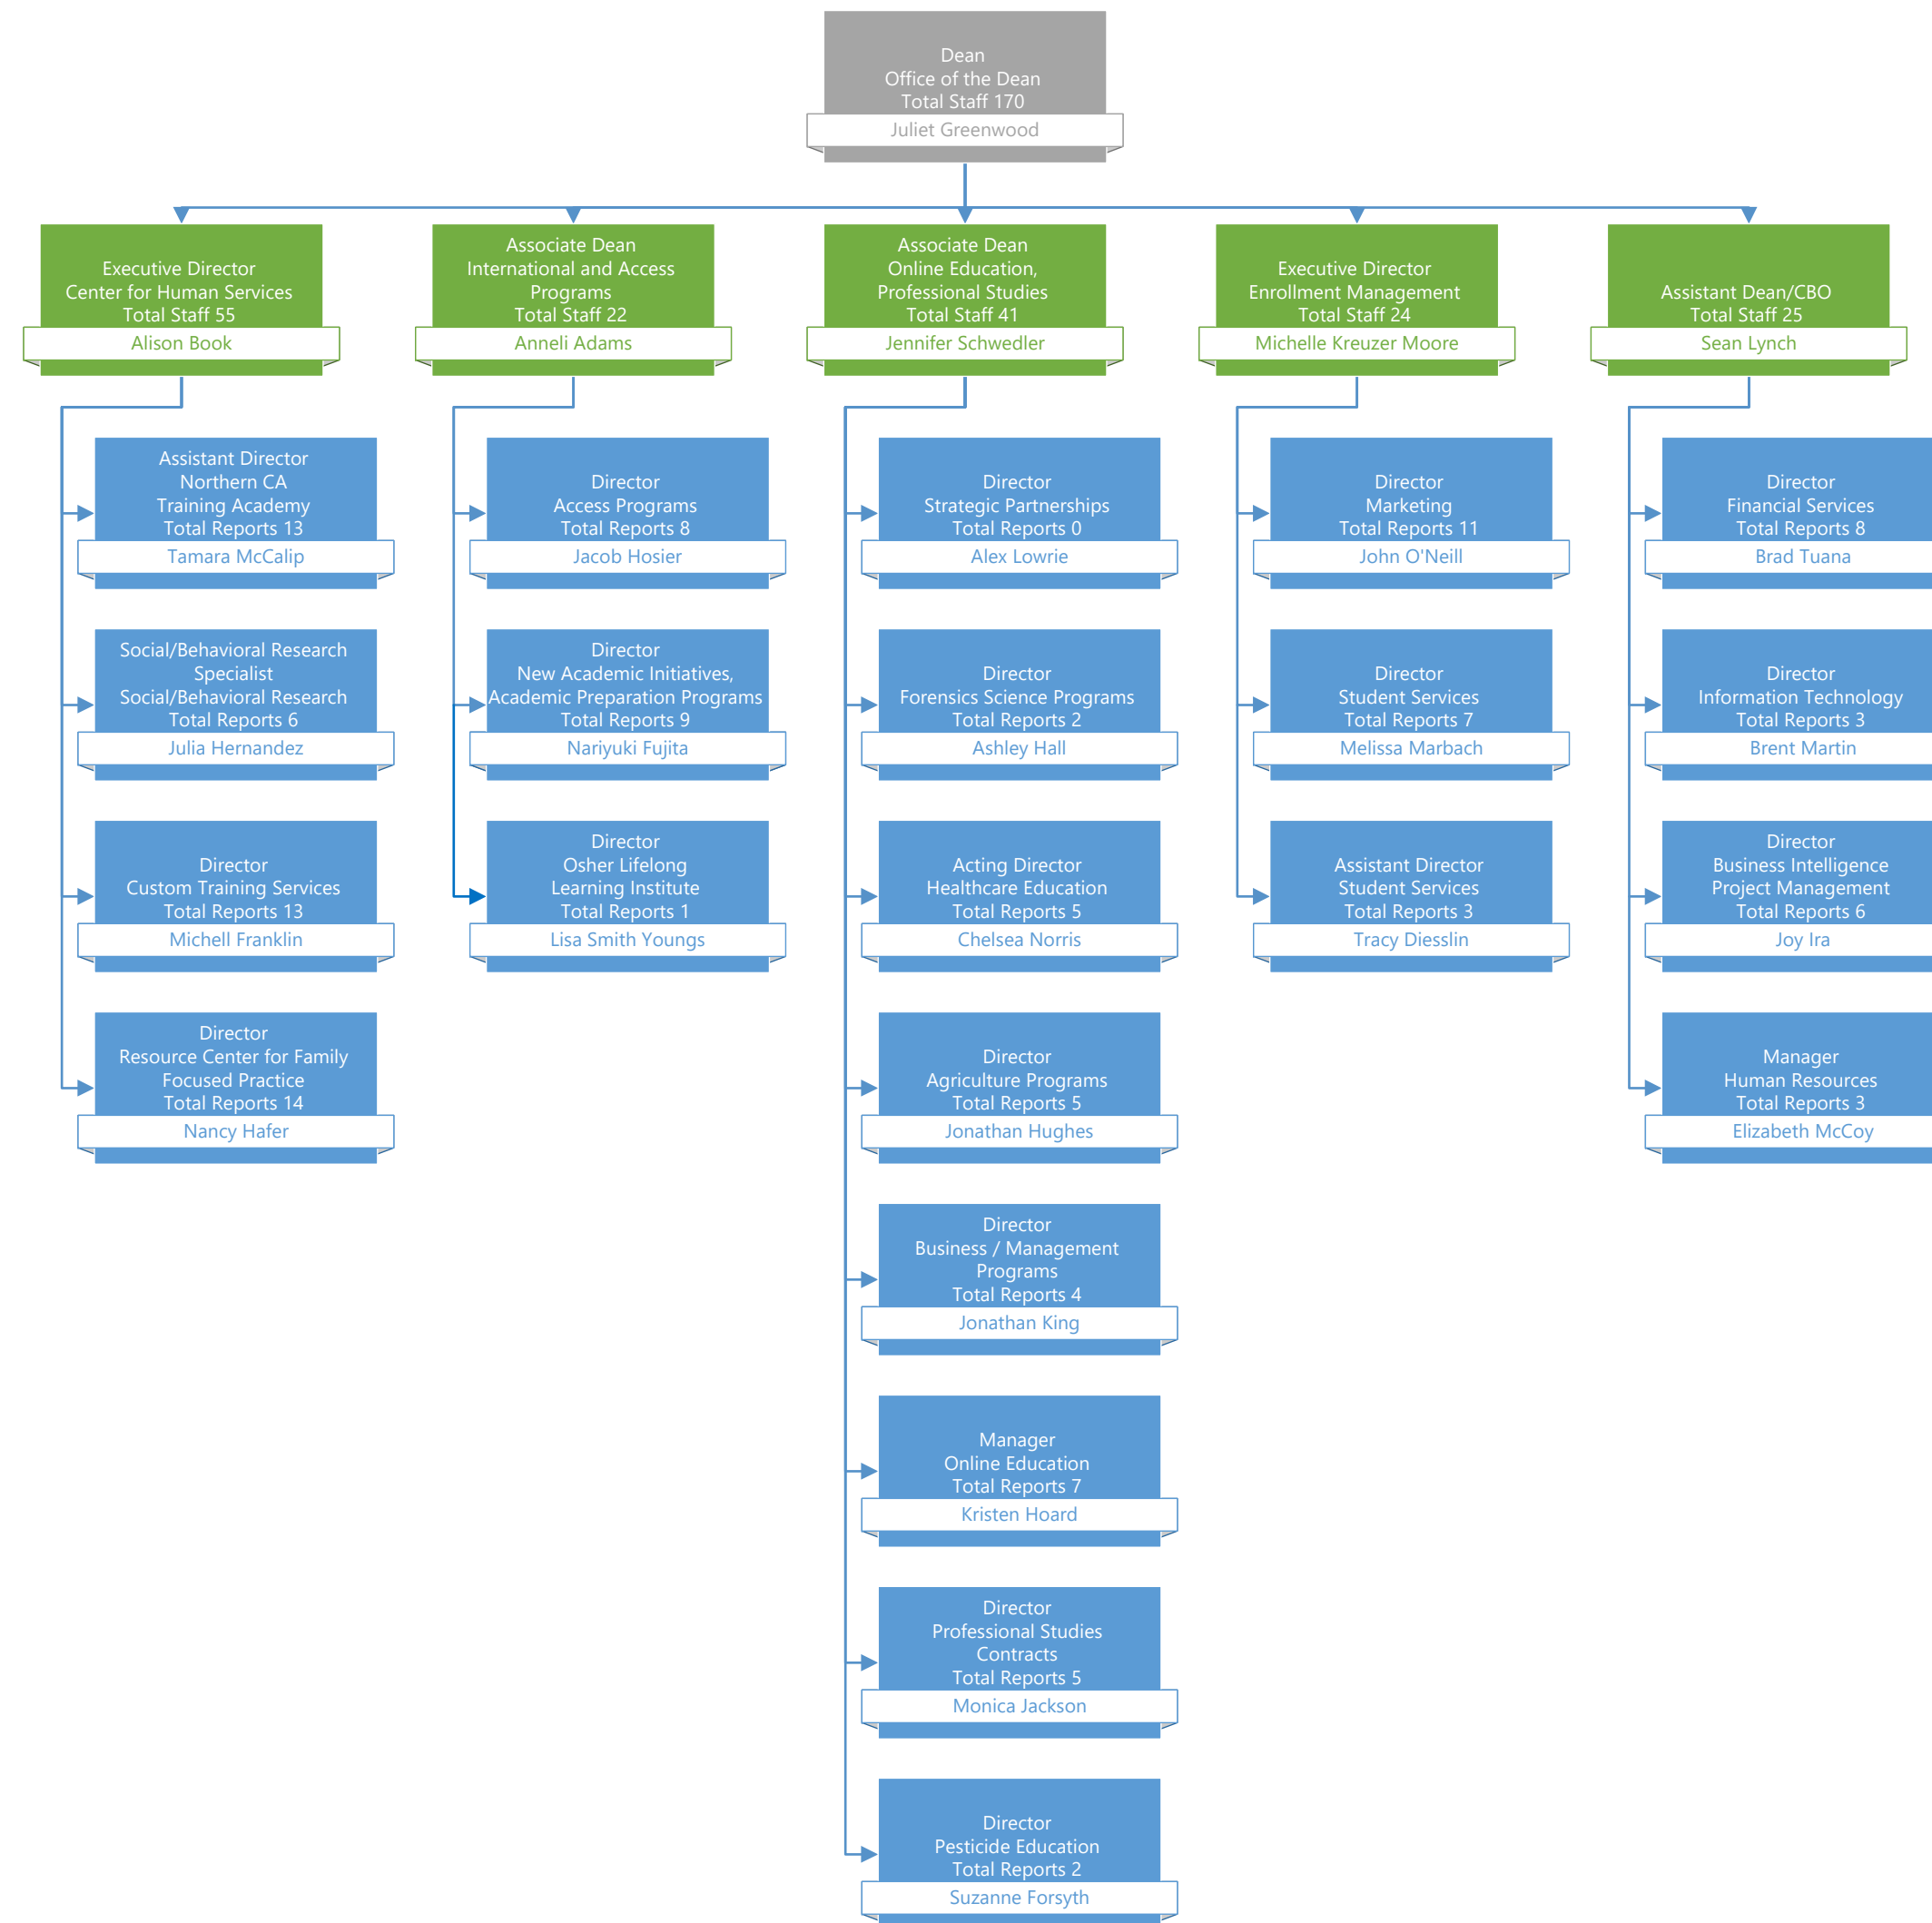 Dean
Office of the Dean
Total Staff 170
Juliet Greenwood
Executive Director
Center for Human Services
Total Staff 55
Alison Book
Associate Dean
International and Access
Programs
Total Staff 22
Anneli Adams
Associate Dean
Online Education,
Professional Studies
Total Staff 41
Jennifer Schwedler
Executive Director
Enrollment Management
Total Staff 24
Michelle Kreuzer Moore
Assistant Dean/CBO
Total Staff 25
Sean Lynch
Assistant Director
Northern CA
Training Academy
Total Reports 13
Tamara McCalip
Social/Behavioral Research
Specialist
Social/Behavioral Research
Total Reports 6
Julia Hernandez
Director
Custom Training Services
Total Reports 13
Michell Franklin
Director
Resource Center for Family
Focused Practice
Total Reports 14
Nancy Hafer
Director
Access Programs
Total Reports 8
Jacob Hosier
Director
New Academic Initiatives,
Academic Preparation Programs
Total Reports 9
Nariyuki Fujita
Director
Osher Lifelong
Learning Institute
Total Reports 1
Lisa Smith Youngs
Director
Strategic Partnerships
Total Reports 0
Alex Lowrie
Director
Forensics Science Programs
Total Reports 2
Ashley Hall
Acting Director
Healthcare Education
Total Reports 5
Chelsea Norris
Director
Agriculture Programs
Total Reports 5
Jonathan Hughes
Director
Business / Management
Programs
Total Reports 4
Jonathan King
Manager
Online Education
Total Reports 7
Kristen Hoard
Director
Professional Studies
Contracts
Total Reports 5
Monica Jackson
Director
Pesticide Education
Total Reports 2
Suzanne Forsyth
Director
Marketing
Total Reports 11
John O'Neill
Director
Student Services
Total Reports 7
Melissa Marbach
Assistant Director
Student Services
Total Reports 3
Tracy Diesslin
Director
Financial Services
Total Reports 8
Brad Tuana
Director
Information Technology
Total Reports 3
Brent Martin
Director
Business Intelligence
Project Management
Total Reports 6
Joy Ira
Manager
Human Resources
Total Reports 3
Elizabeth McCoy